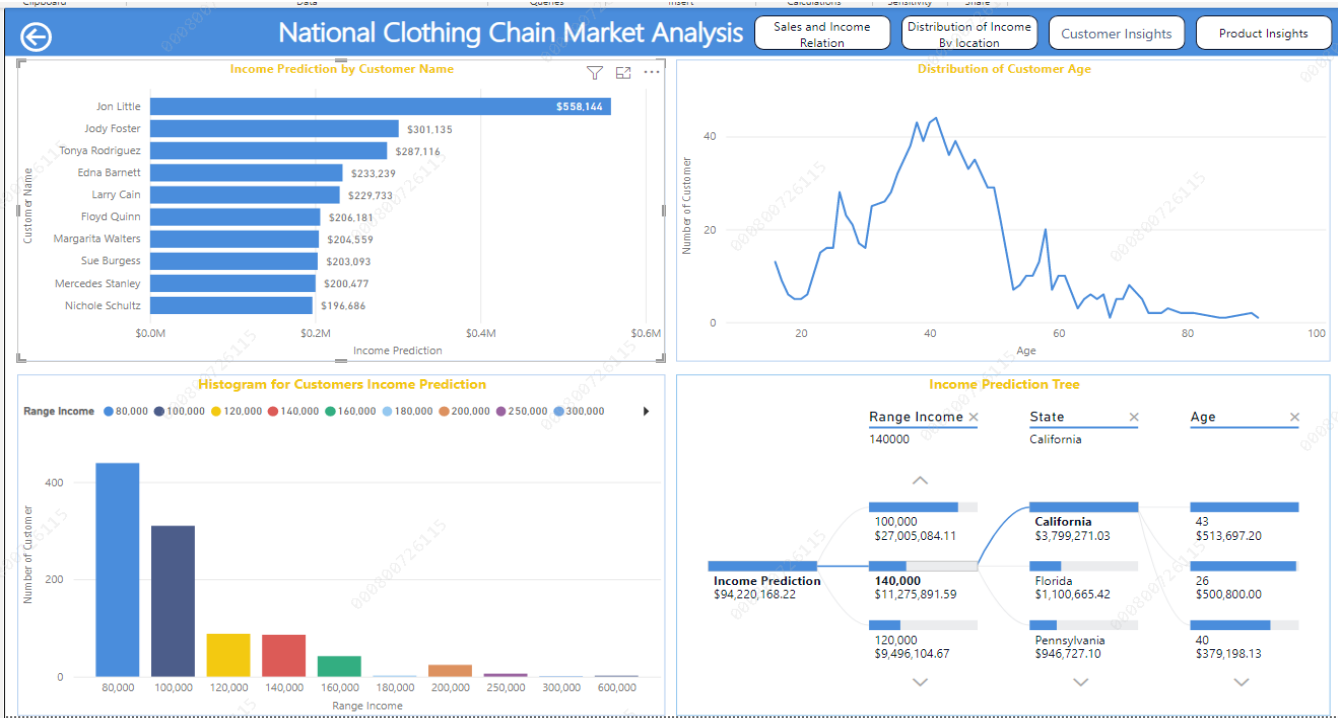 Clipboard
Data
Queries
Insert
Calculations
Sensitivity
Share
National Clothing Chain Market Analysis
Sales and Income
Relation
Distribution of Income
By location
Customer Insights
Product Insights
Income Prediction by Customer Name
Customer Name
Jon Little
$558,144
Jody Foster
$301,135
Tonya Rodriguez
$287,116
Edna Barnett
$233,239
Larry Cain
$229,733
Floyd Quinn
$206,181
Margarita Walters
$204,559
Sue Burgess
$203,093
Mercedes Stanley
$200,477
Nichole Schultz
$196,686
$0.0M
$0.2M
$0.4M
$0.6M
Income Prediction
Distribution of Customer Age
Number of Customer
40
20
0
20
40
60
80
100
Age
Histogram for Customers Income Prediction
Range Income
80,000
100,000
120,000
140,000
160,000
180,000
200,000
250,000
300,000
Number of Customer
400
200
0
80,000
100,000
120,000
140,000
160,000
180,000
200,000
250,000
300,000
600,000
Range Income
Income Prediction Tree
Range Income
140000
State
California
Age
Income Prediction
$94,220,168.22
100,000
$27,005,084.11
140,000
$11,275,891.59
120,000
$9,496,104.67
California
$3,799,271.03
Florida
$1,100,665.42
Pennsylvania
$946,727.10
43
$513,697.20
26
$500,800.00
40
$379,198.13
000800726115